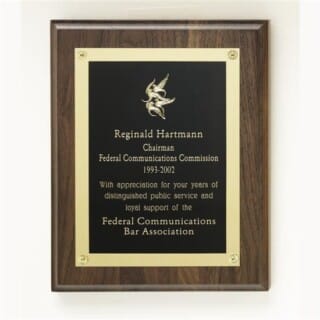 Reginald Hartmann
Chairman
Federal Communications Commission
1993-2002
With appreciation for your years of
distinguished public service and
loyal support of the
Federal Communications
Bar Association